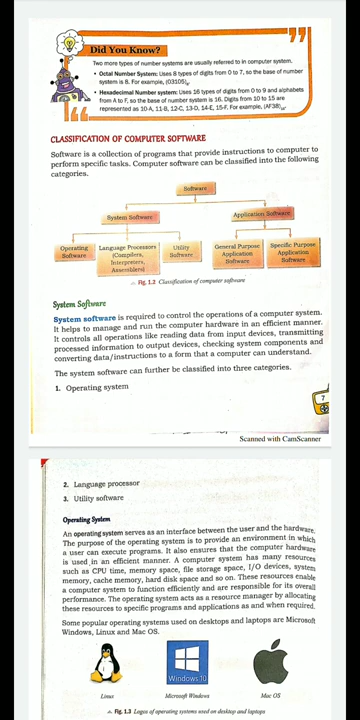 Did You Know?
Two more types of number systems are usually referred to in computer system.
• Octal Number System: Uses 8 types of digits from 0 to 7, so the base of number
system is 8. For example, (03105)8.
• Hexadecimal Number system: Uses 16 types of digits from 0 to 9 and alphabets
from A to F, so the base of number system is 16. Digits from 10 to 15 are
represented as 10-A, 11-B, 12-C, 13-D, 14-E, 15-F. For example, (AF38)16.
CLASSIFICATION OF COMPUTER SOFTWARE
Software is a collection of programs that provide instructions to computer to
perform specific tasks. Computer software can be classified into the following
categories.
Software
System Software
Application Software
Operating
Software
Language Processors
(Compilers,
Interpreters,
Assemblers)
Utility
Software
General Purpose
Application
Software
Specific Purpose
Application
Software
Fig. 1.2 Classification of computer software
System Software
System software is required to control the operations of a computer system.
It helps to manage and run the computer hardware in an efficient manner.
It controls all operations like reading data from input devices, transmitting
processed information to output devices, checking system components and
converting data/instructions to a form that a computer can understand.
The system software can further be classified into three categories.
1. Operating system
7
Scanned with CamScanner
2. Language processor
3. Utility software
Operating System
An operating system serves as an interface between the user and the hardware.
The purpose of the operating system is to provide an environment in which
a user can execute programs. It also ensures that the computer hardware
is used in an efficient manner. A computer system has many resources
such as CPU time, memory space, file storage space, I/O devices, system
memory, cache memory, hard disk space and so on. These resources enable
a computer system to function efficiently and are responsible for its overall
performance. The operating system acts as a resource manager by allocating
these resources to specific programs and applications as and when required.
Some popular operating systems used on desktops and laptops are Microsoft
Windows, Linux and Mac OS.
Windows 10
Linux
Microsoft Windows
Mac OS
Fig. 1.3 Logos of operating systems used on desktop and laptops